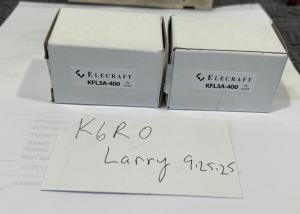 ELECRAFT
KFL3A-400
ELECRAFT
KFL3A-400
K6RO
Larry 9.25.25